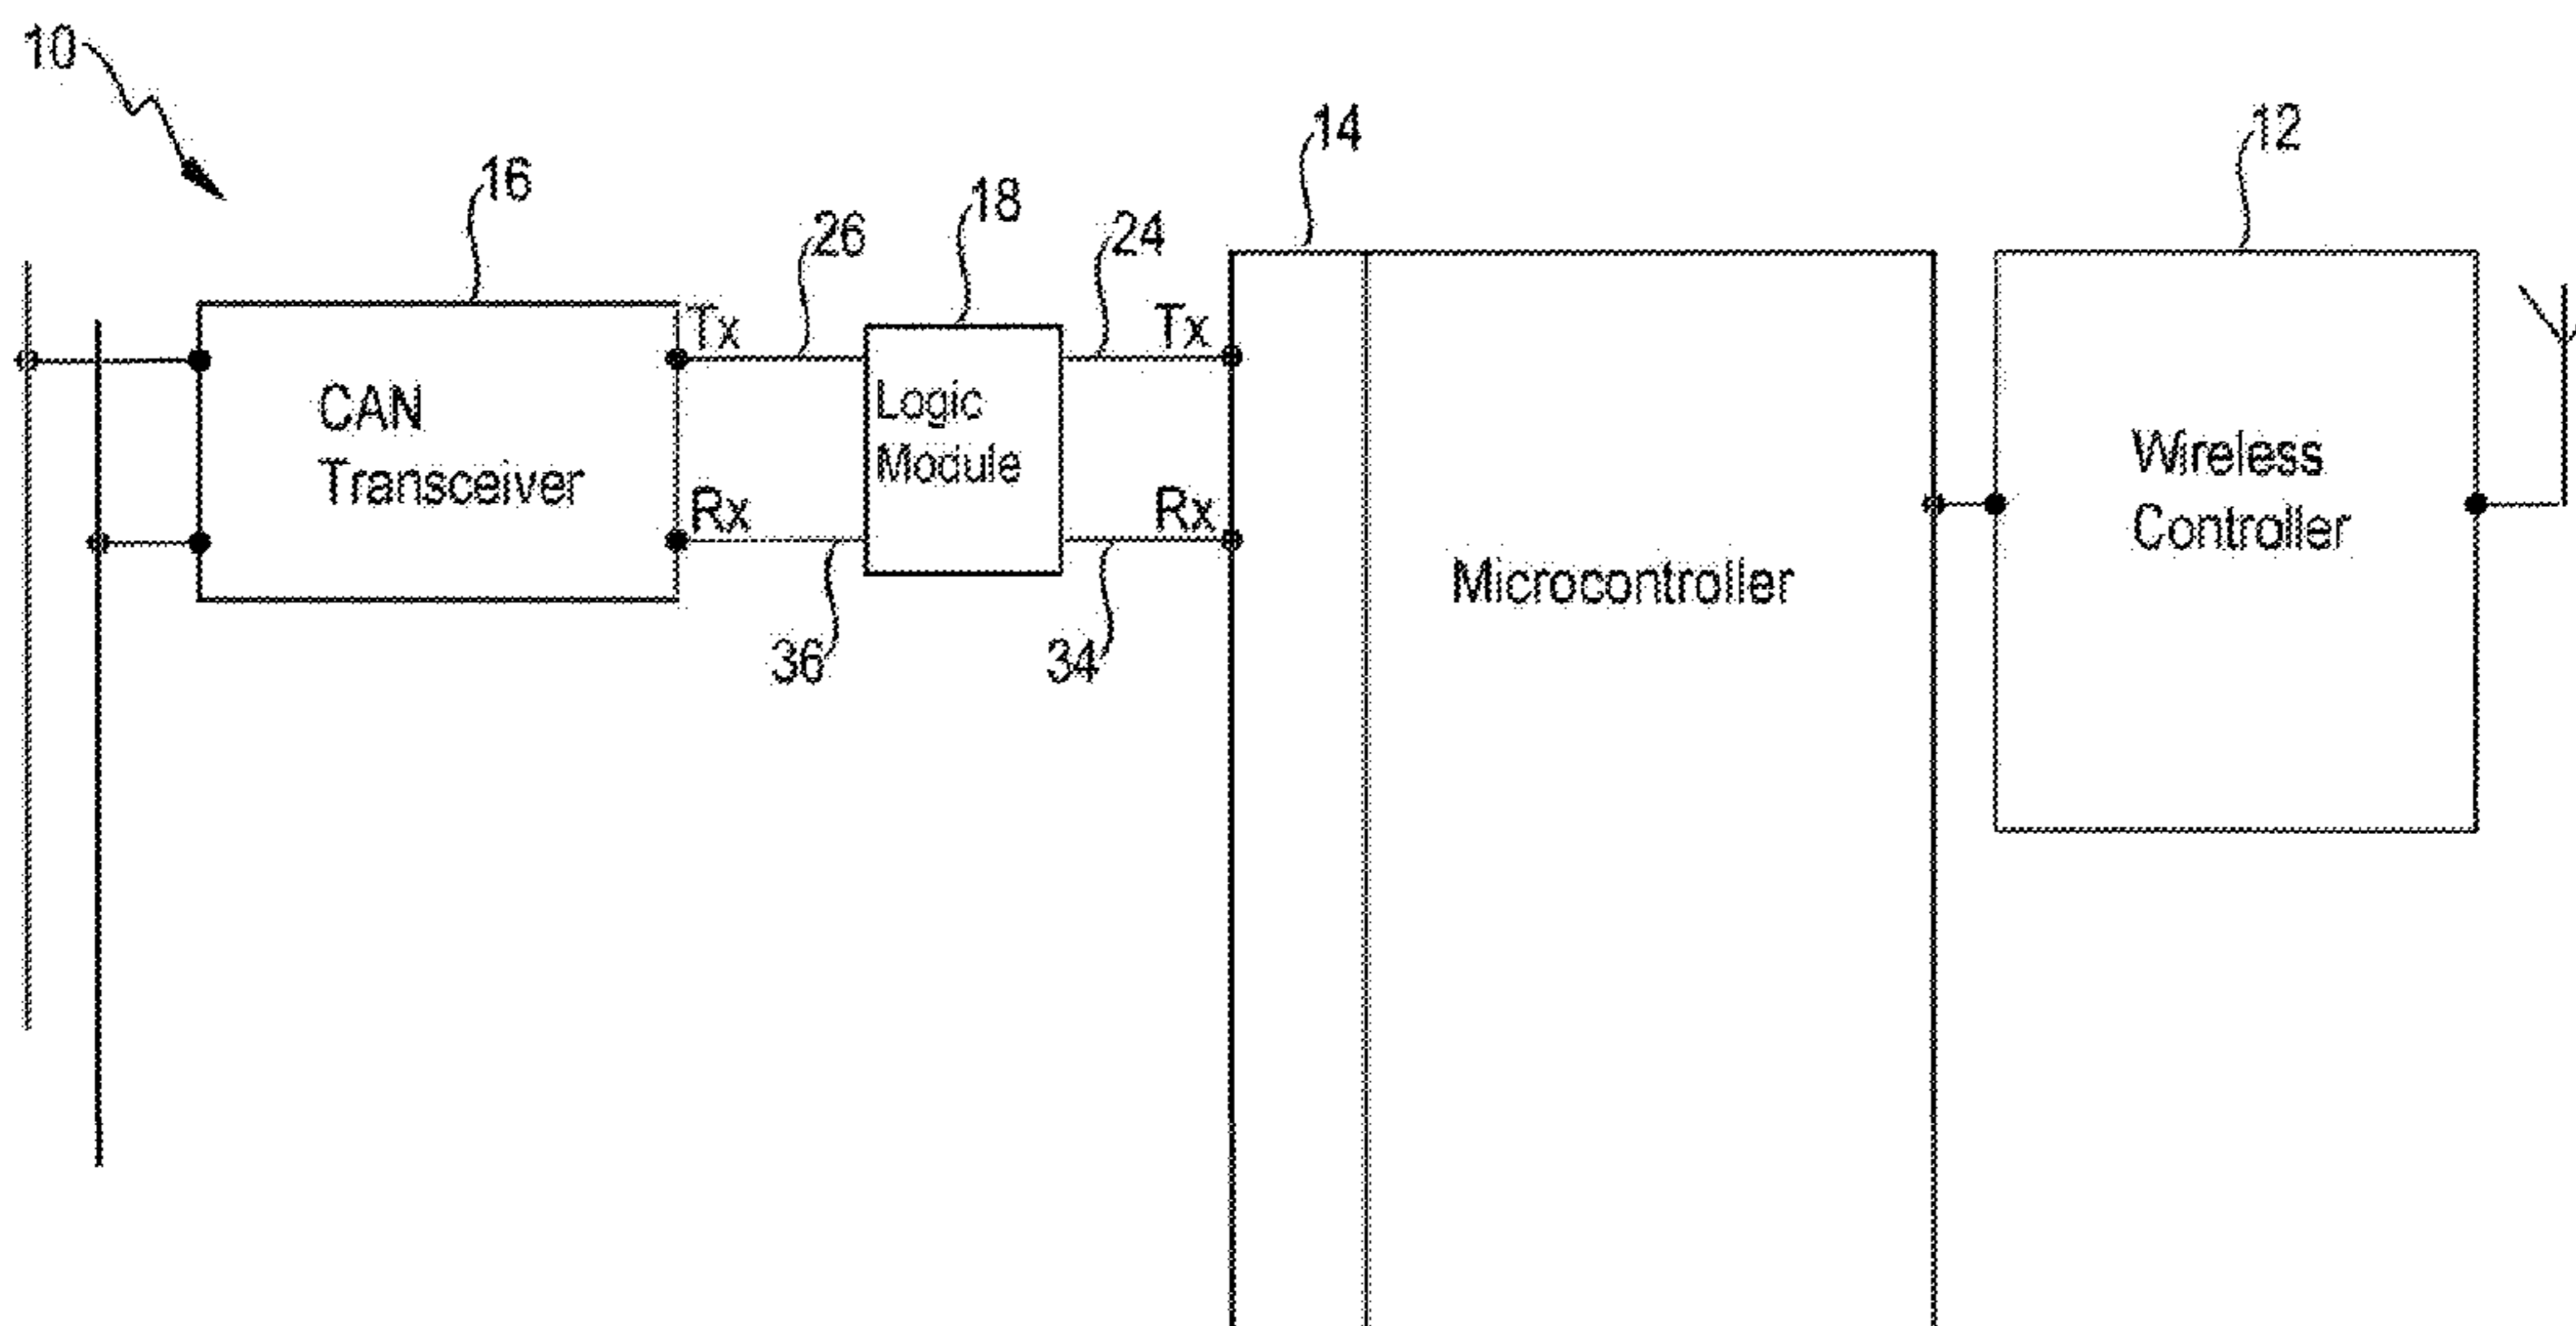 10
14
12
16
18
26
24
Tx
Tx
CAN
Transceiver
Logic
Module
Rx
Rx
Wireless
Controller
Microcontroller
36
34